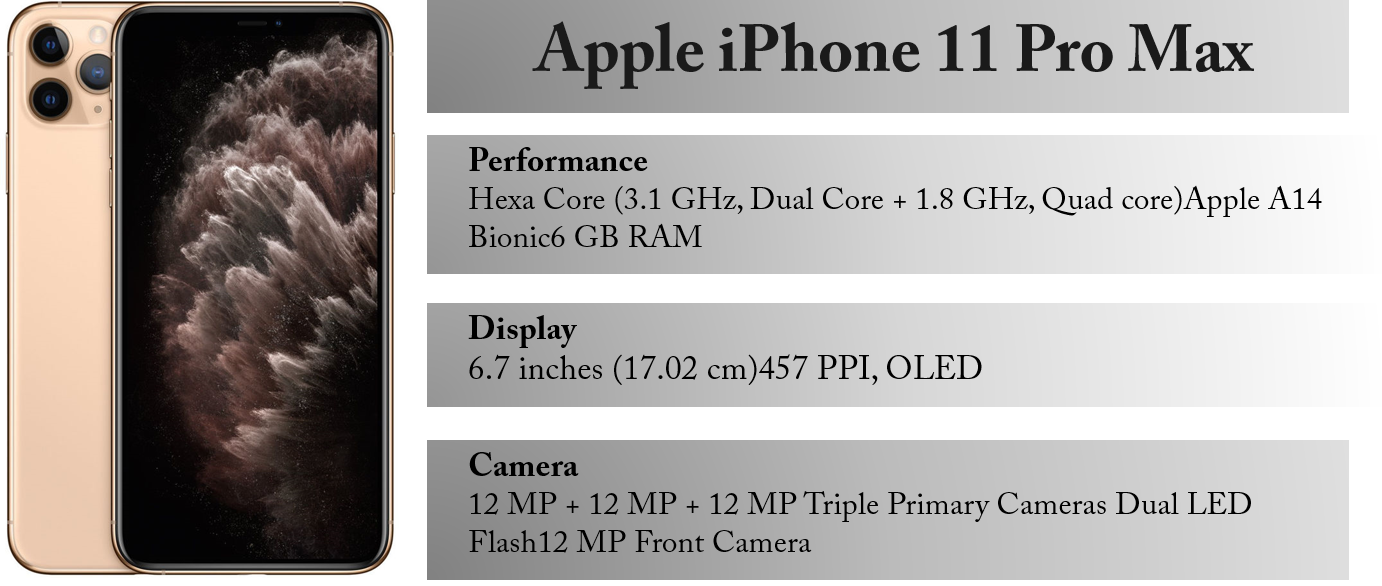 Apple iPhone 11 Pro Max
Performance
Hexa Core (3.1 GHz, Dual Core + 1.8 GHz, Quad core)Apple A14
Bionic6 GB RAM
Display
6.7 inches (17.02 cm)457 PPI, OLED
Camera
12 MP + 12 MP + 12 MP Triple Primary Cameras Dual LED
Flash12 MP Front Camera